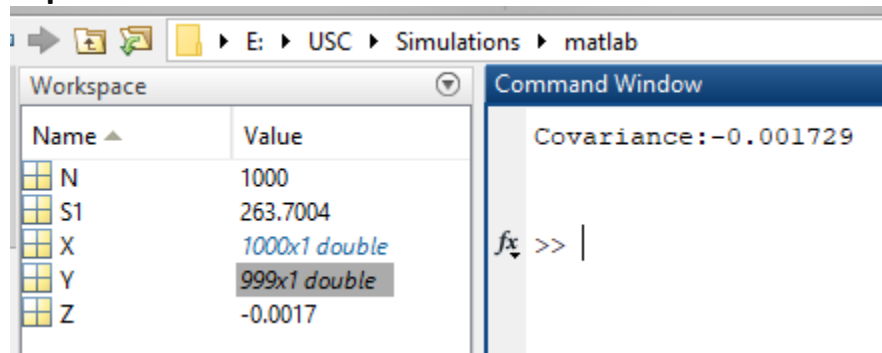 E: ▸ USC ▸ Simulations ▸ matlab
Workspace
Name Value
N 1000
S1 263.7004
X 1000x1 double
Y 999x1 double
Z -0.0017
Command Window
Covariance:-0.001729
fx >>